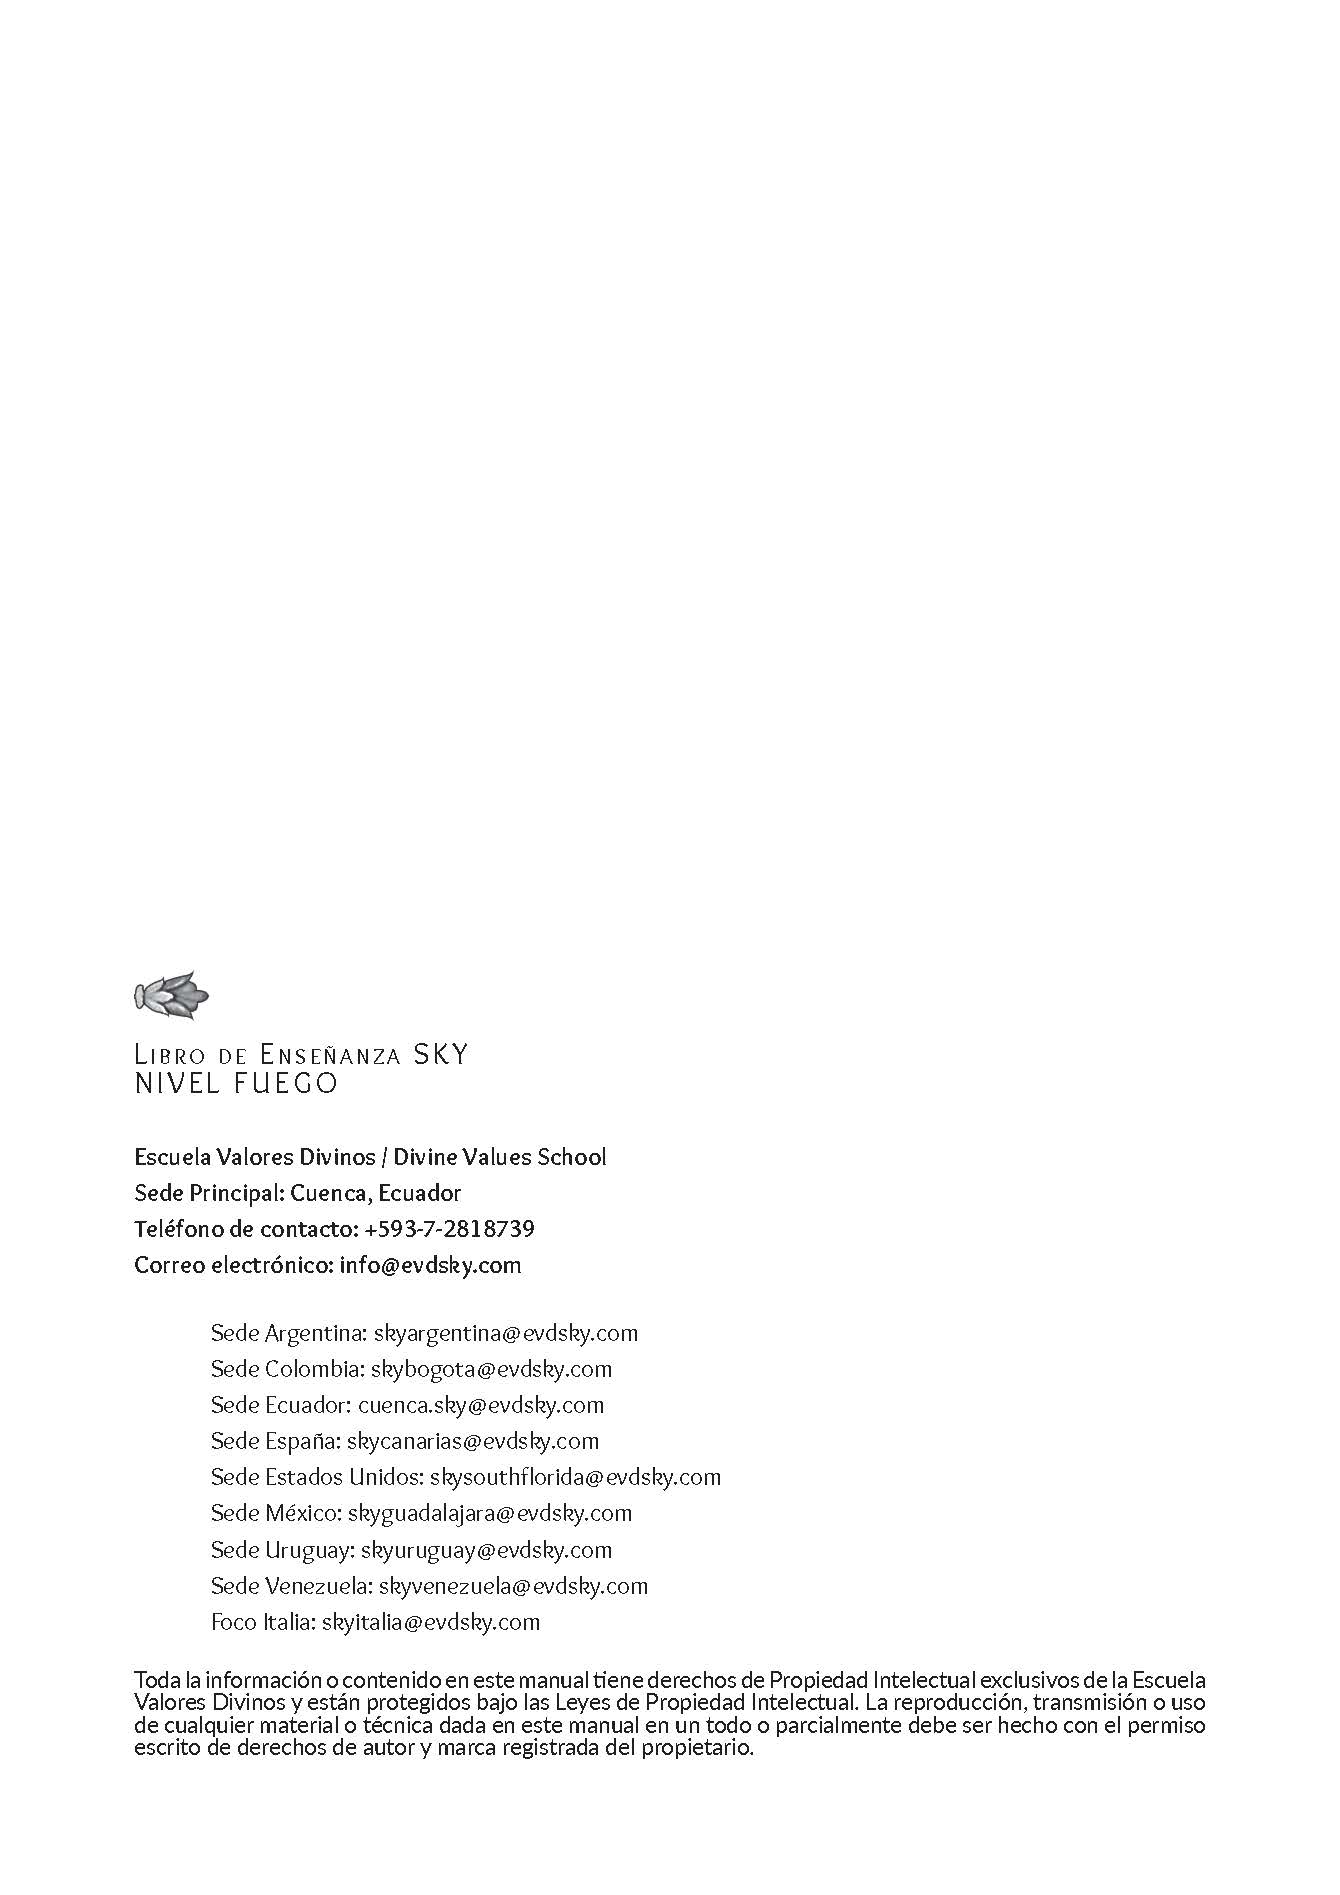 Libro de Enseñanza SKY
NIVEL FUEGO
Escuela Valores Divinos / Divine Values School
Sede Principal: Cuenca, Ecuador
Teléfono de contacto: +593-7-2818739
Correo electrónico: info@evdsky.com
Sede Argentina: skyargentina@evdsky.com
Sede Colombia: skybogota@evdsky.com
Sede Ecuador: cuenca.sky@evdsky.com
Sede España: skycanarias@evdsky.com
Sede Estados Unidos: skysouthflorida@evdsky.com
Sede México: skyguadalajara@evdsky.com
Sede Uruguay: skyuruguay@evdsky.com
Sede Venezuela: skyvenezuela@evdsky.com
Foco Italia: skyitalia@evdsky.com
Toda la información o contenido en este manual tiene derechos de Propiedad Intelectual exclusivos de la Escuela
Valores Divinos y están protegidos bajo las Leyes de Propiedad Intelectual. La reproducción, transmisión o uso
de cualquier material o técnica dada en este manual en un todo o parcialmente debe ser hecho con el permiso
escrito de derechos de autor y marca registrada del propietario.